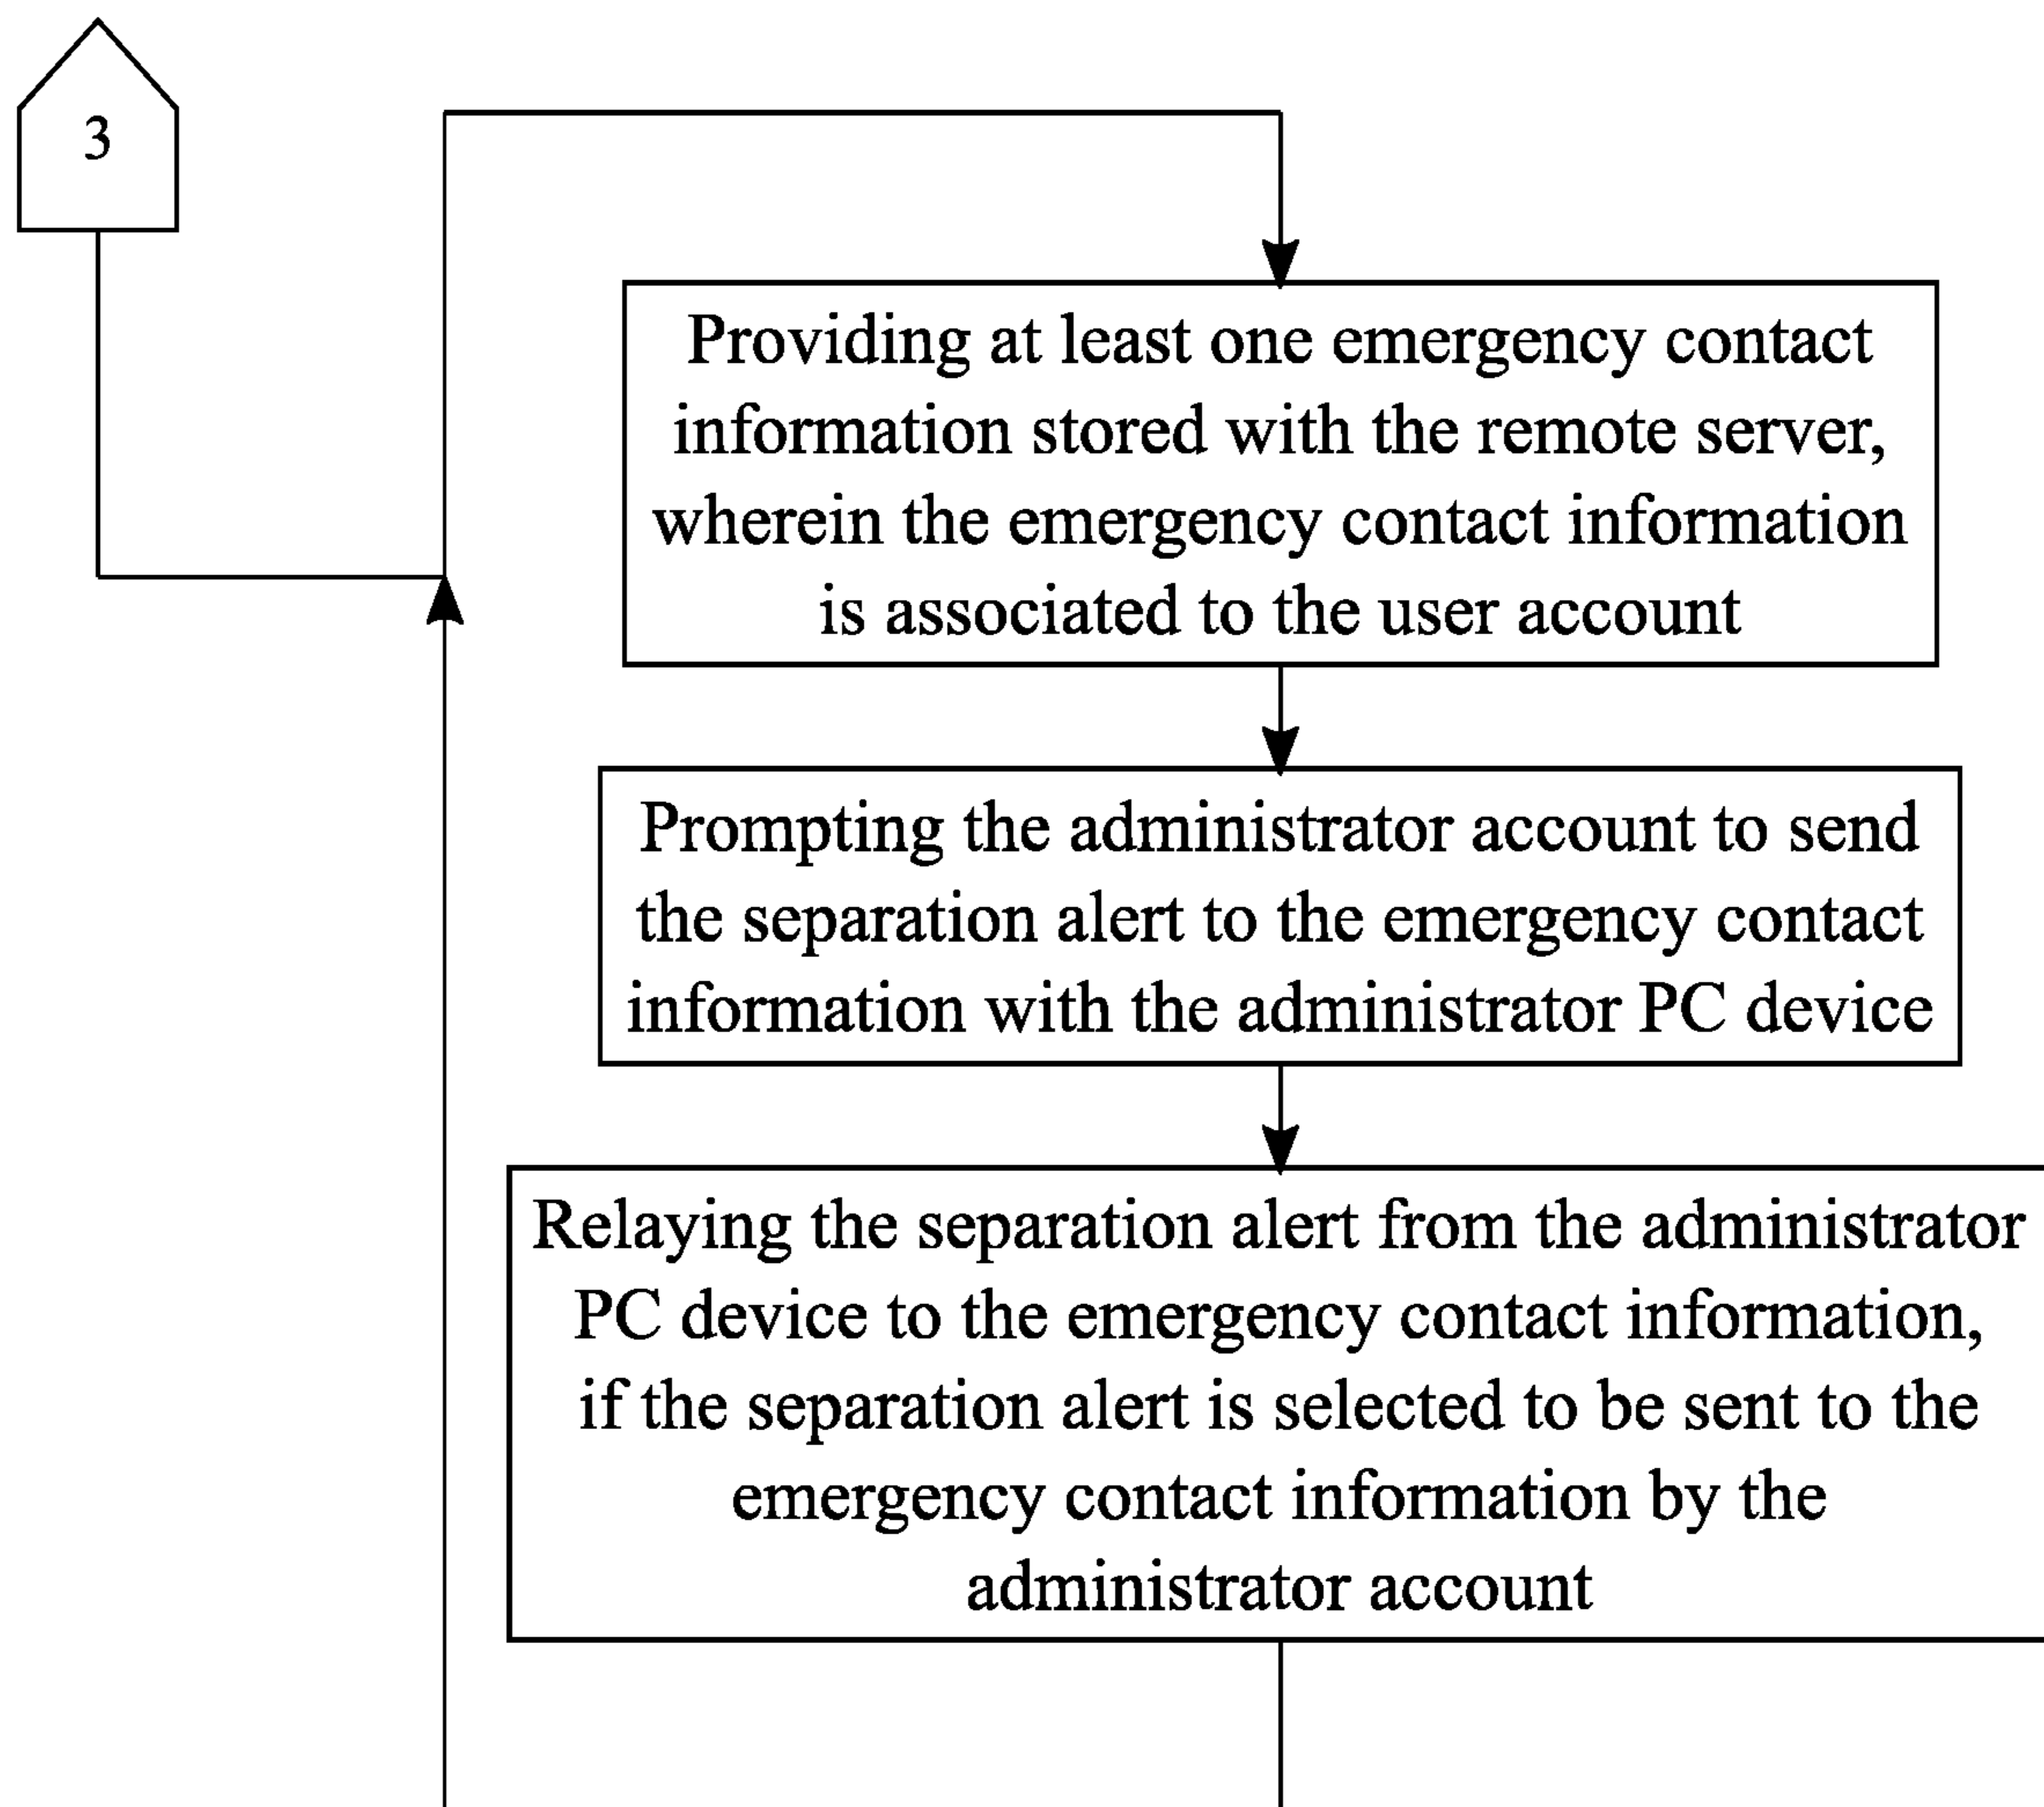 3
Providing at least one emergency contact
information stored with the remote server,
wherein the emergency contact information
is associated to the user account
Prompting the administrator account to send
the separation alert to the emergency contact
information with the administrator PC device
Relaying the separation alert from the administrator
PC device to the emergency contact information,
if the separation alert is selected to be sent to the
emergency contact information by the
administrator account